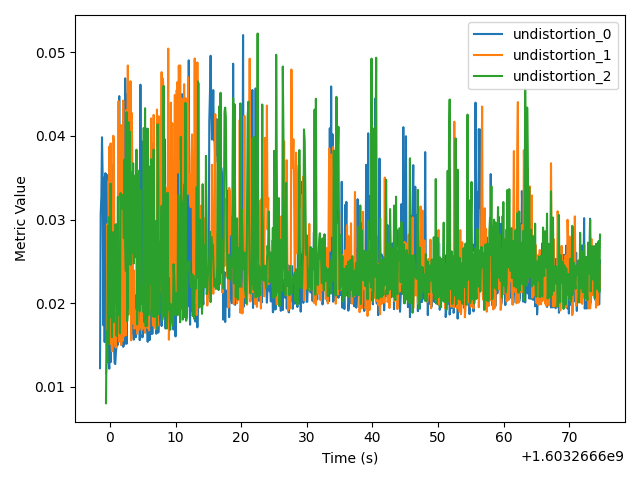 undistortion_0
undistortion_1
undistortion_2
0.05
0.04
0.03
0.02
0.01
Metric Value
0 10 20 30 40 50 60 70
Time (s)
+1.6032666e9